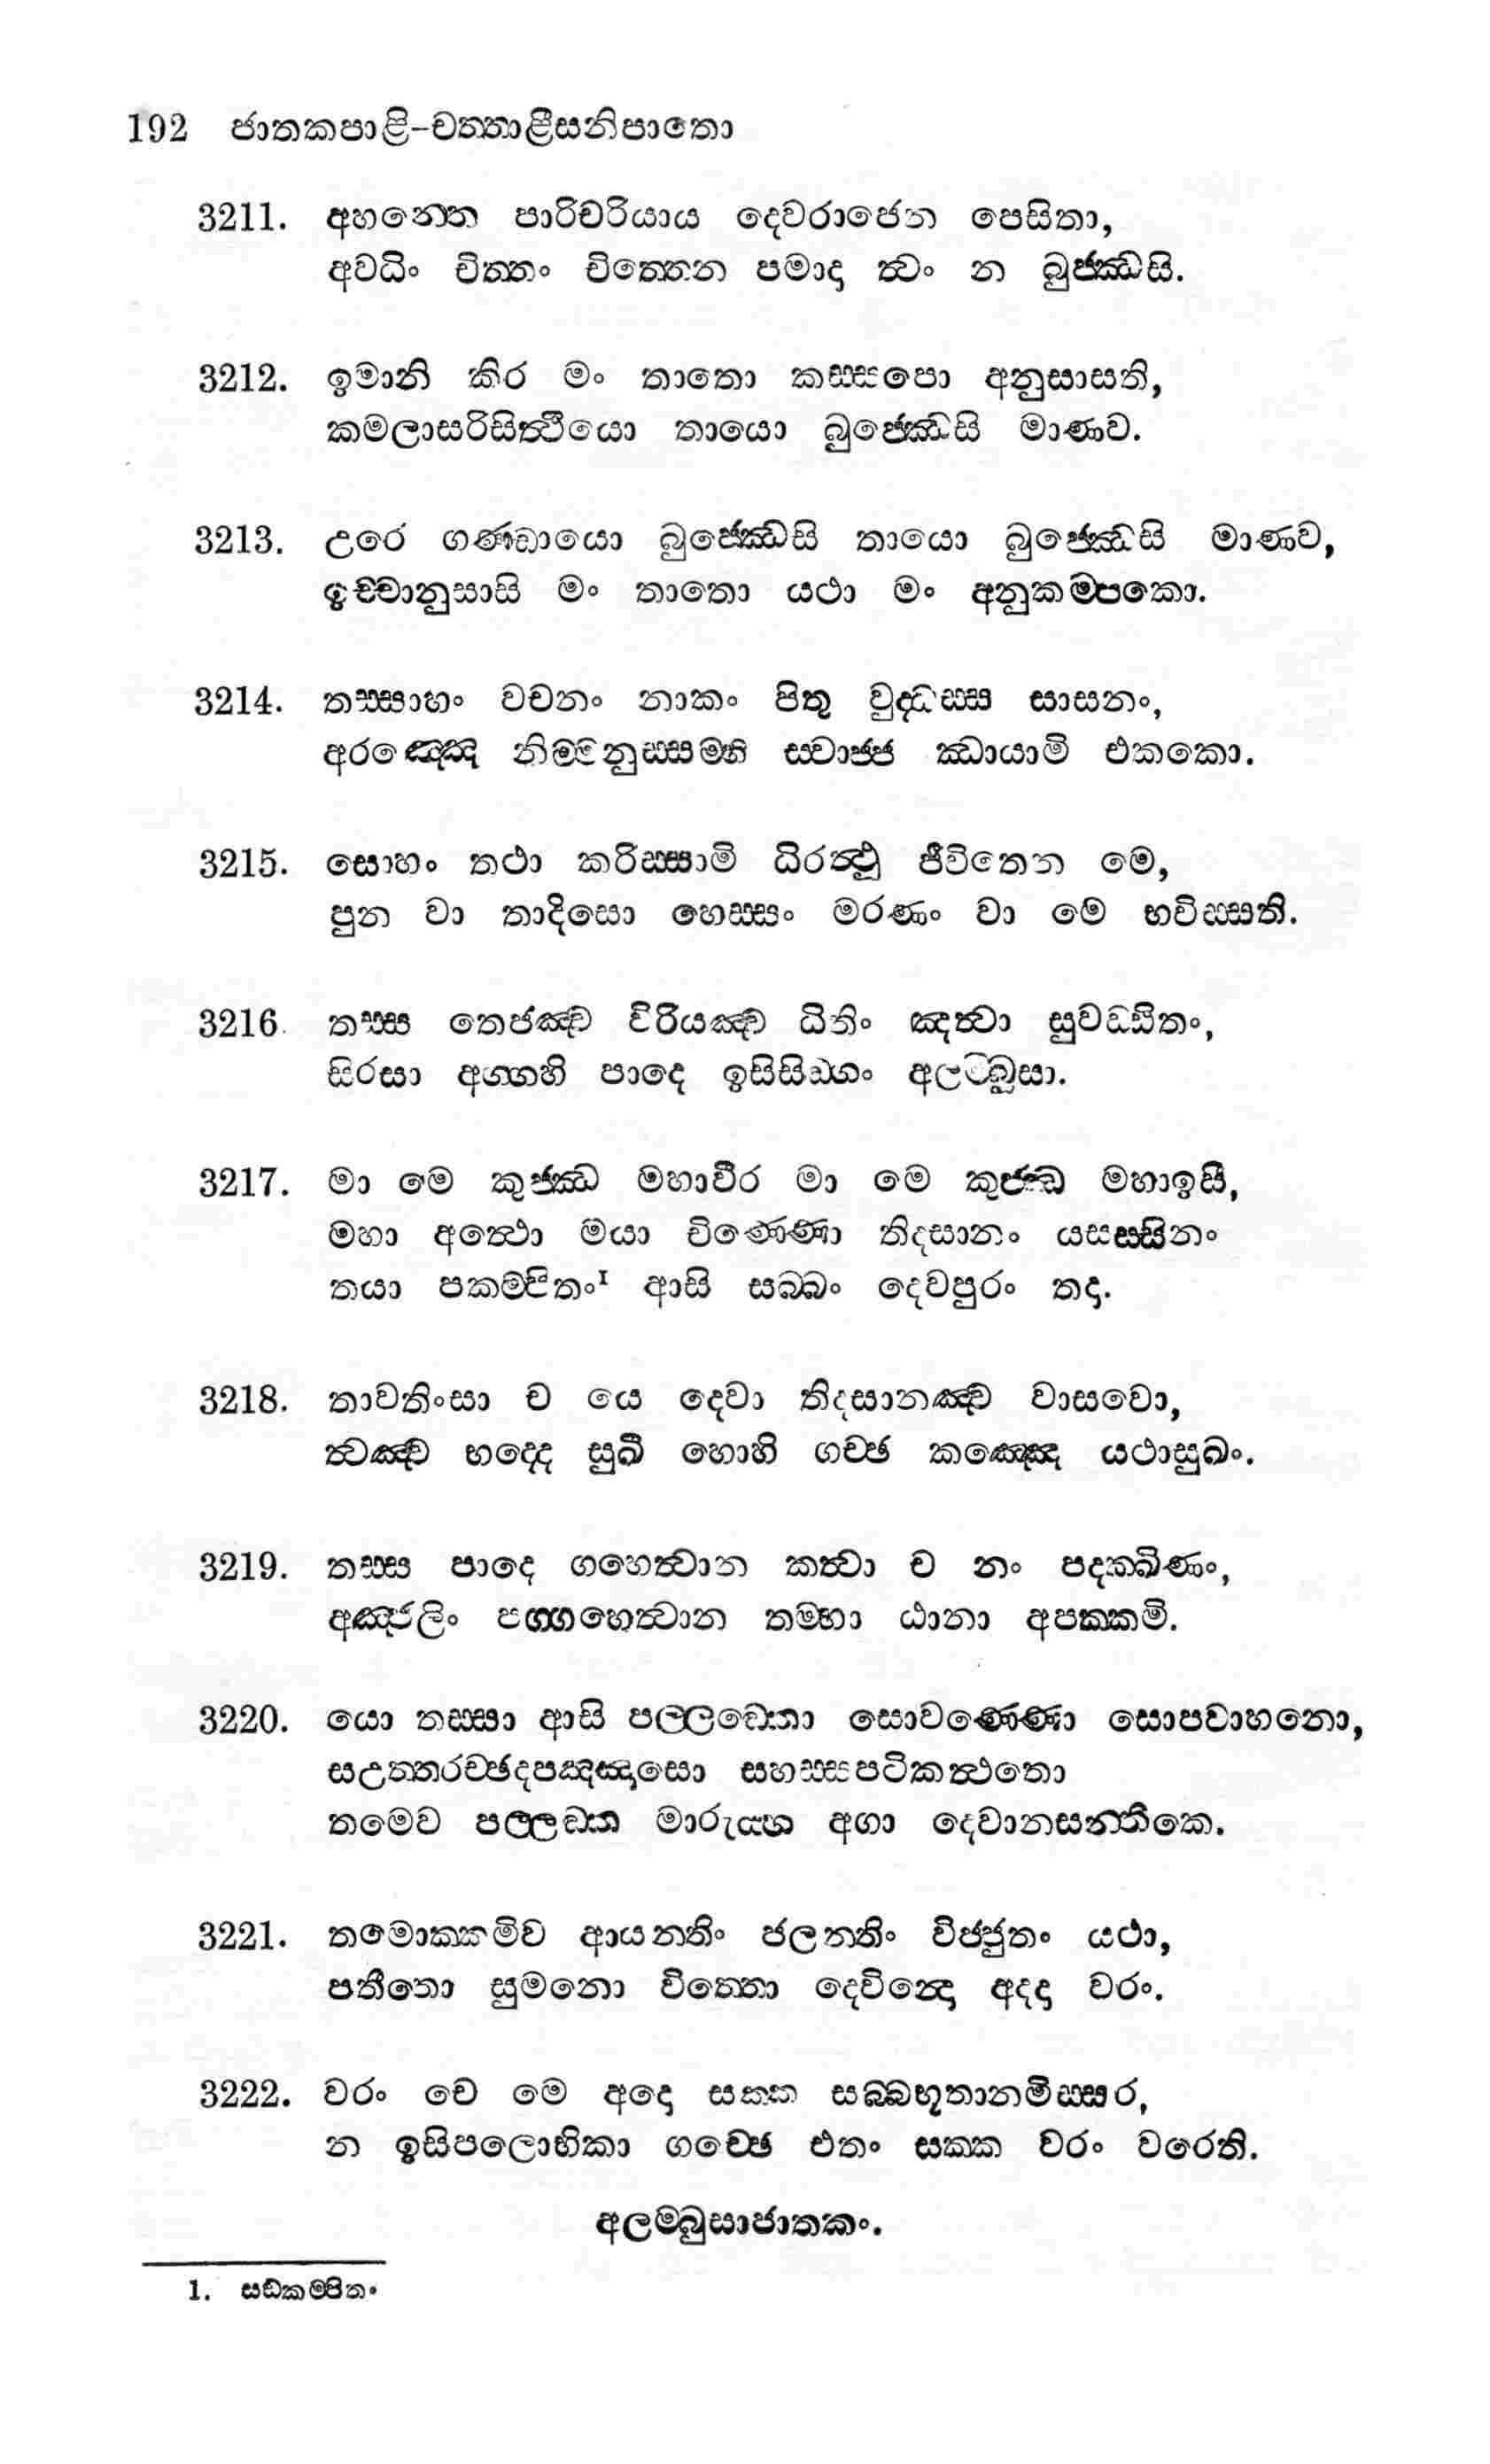 192 ජාතකපාළි-චත්තාළීසනිපාතො
3211. අහන්තෙ පාරිචරියාය දෙවරාජෙන පෙසිතා,
අවධිං චිත්තං චිත්තෙන පමාදා ත්වං න බුජ්ඣසි.
3212. ඉමානි කිර මං තාතො කස්සපො අනුසාසති,
කමලාසරිසිත්ථියො තායො බුජ්ඣෙසි මාණව.
3213. උරෙ ගණ්ඩායො බුජ්ඣෙසි තායො බුජ්ඣෙසි මාණව,
ඉච්චානුසාසි මං තාතො යථා මං අනුකම්පකො.
3214. තස්සාහං වචනං නාකං පිතු වුද්ධස්ස සාසනං,
අරඤ්ඤෙ නිම්මනුස්සම්හි ස්වාජ්ජ ඣායාමි එකකො.
3215. සොහං තථා කරිස්සාමි ධිරත්ථු ජීවිතෙන මෙ,
පුන වා තාදිසො හෙස්සං මරණං වා මෙ භවිස්සති.
3216. තස්ස තෙජඤ්ච විරියඤ්ච ධිතිං ඤත්වා සුවඩ්ඪිතං,
සිරසා අග්ගහි පාදෙ ඉසිසිඞ්ගං අලම්බුසා.
3217. මා මෙ කුජ්ඣ මහාවීර මා මෙ කුජ්ඣ මහාඉසී,
මහා අත්ථො මයා චිණ්ණො තිදසානං යසස්සිනං
තයා පකම්පිතං¹ ආසි සබ්බං දෙවපුරං තදා.
3218. තාවතිංසා ච යෙ දෙවා තිදසානඤ්ච වාසවො,
ත්වඤ්ච භද්දෙ සුඛී හොහි ගච්ඡ කඤ්ඤෙ යථාසුඛං.
3219. තස්ස පාදෙ ගහෙත්වාන කත්වා ච නං පදක්ඛිණං,
අඤ්ජලිං පග්ගහෙත්වාන තම්හා ඨානා අපක්කමි.
3220. යො තස්සා ආසි පල්ලඞ්කො සොවණ්ණො සොපවාහනො,
සඋත්තරච්ඡදපඤ්ඤාසො සහස්සපටිකත්ථතො
තමෙව පල්ලඞ්ක මාරුය්හ අගා දෙවානසන්තිකෙ.
3221. තමොක්කමිව ආයන්තිං ජලන්තිං විජ්ජුතං යථා,
පතීතො සුමනො විත්තො දෙවින්දො අදදා වරං.
3222. වරං චෙ මෙ අදො සක්ක සබ්බභූතානමිස්සර,
න ඉසිපලොභිකා ගච්ඡෙ එතං සක්ක වරං වරෙති.
අලම්බුසාජාතකං.
1. සඞ්කම්පිතං